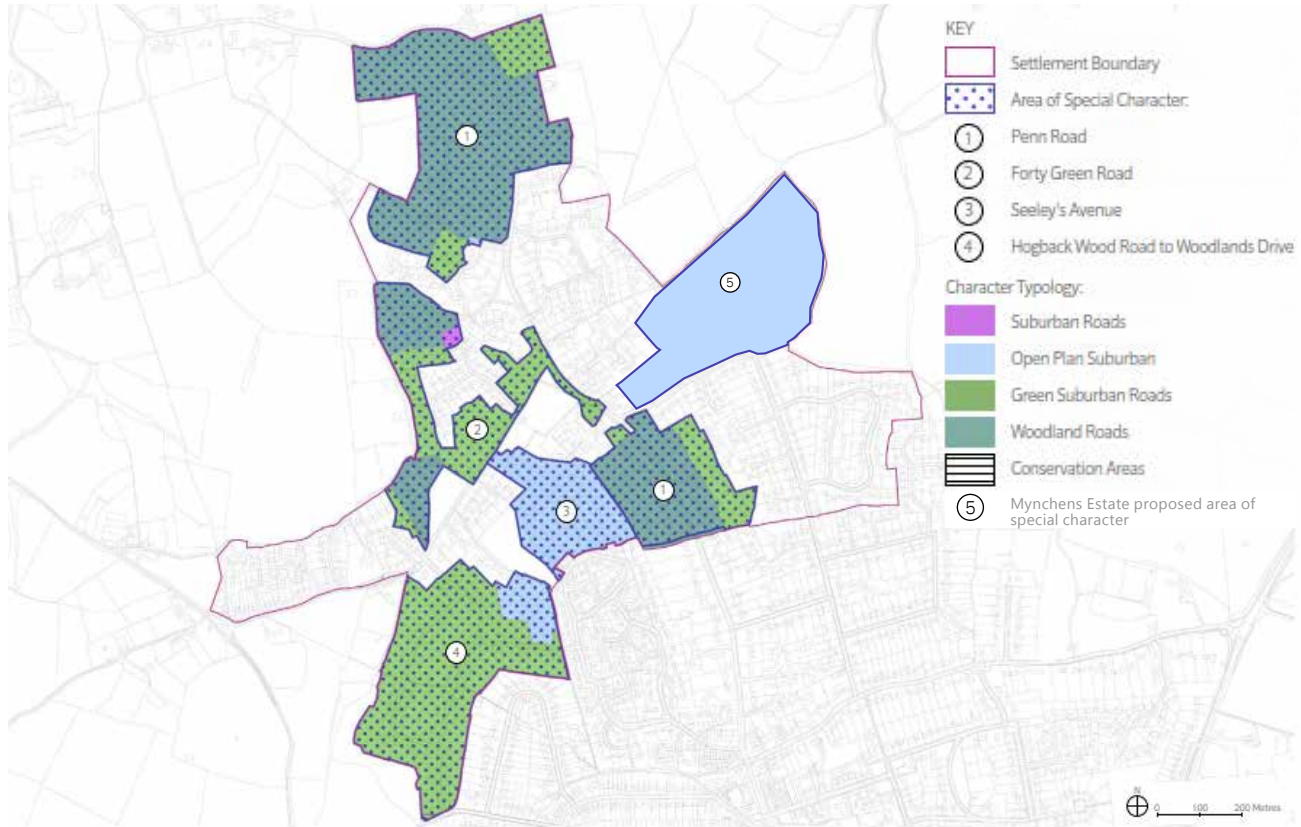 KEY
Settlement Boundary
Area of Special Character:
1 Penn Road
2 Forty Green Road
3 Seeley's Avenue
4 Hogback Wood Road to Woodlands Drive
Character Typology:
Suburban Roads
Open Plan Suburban
Green Suburban Roads
Woodland Roads
Conservation Areas
5 Mynchens Estate proposed area of
special character
1
5
2
1
3
4
N
0 100 200 Metres